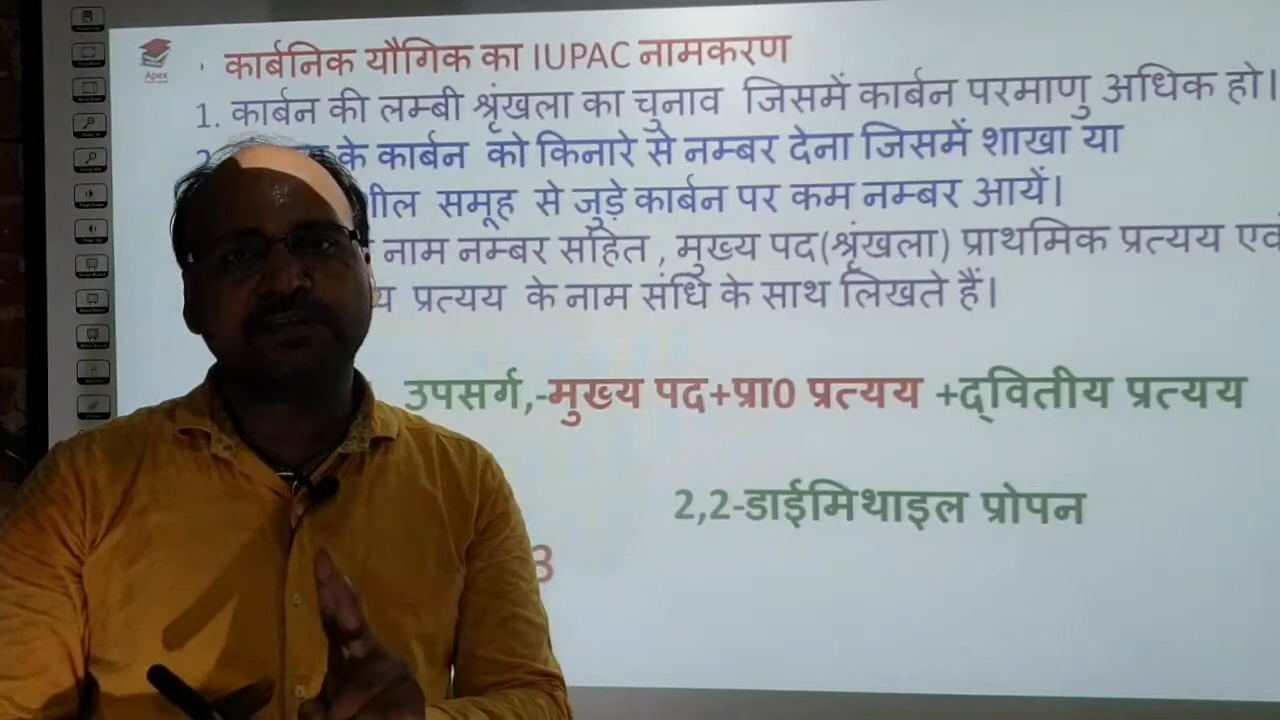 Apex
कार्बनिक यौगिक का IUPAC नामकरण
1. कार्बन की लम्बी श्रृंखला का चुनाव जिसमें कार्बन परमाणु अधिक हो।
के कार्बन को किनारे से नम्बर देना जिसमें शाखा या
समूह से जुड़े कार्बन पर कम नम्बर आयें।
नाम नम्बर सहित , मुख्य पद(श्रृंखला) प्राथमिक प्रत्यय एवं
प्रत्यय के नाम संधि के साथ लिखते हैं।
उपसर्ग,-मुख्य पद+प्रा0 प्रत्यय +द्वितीय प्रत्यय
2,2-डाईमिथाइल प्रोपन
3